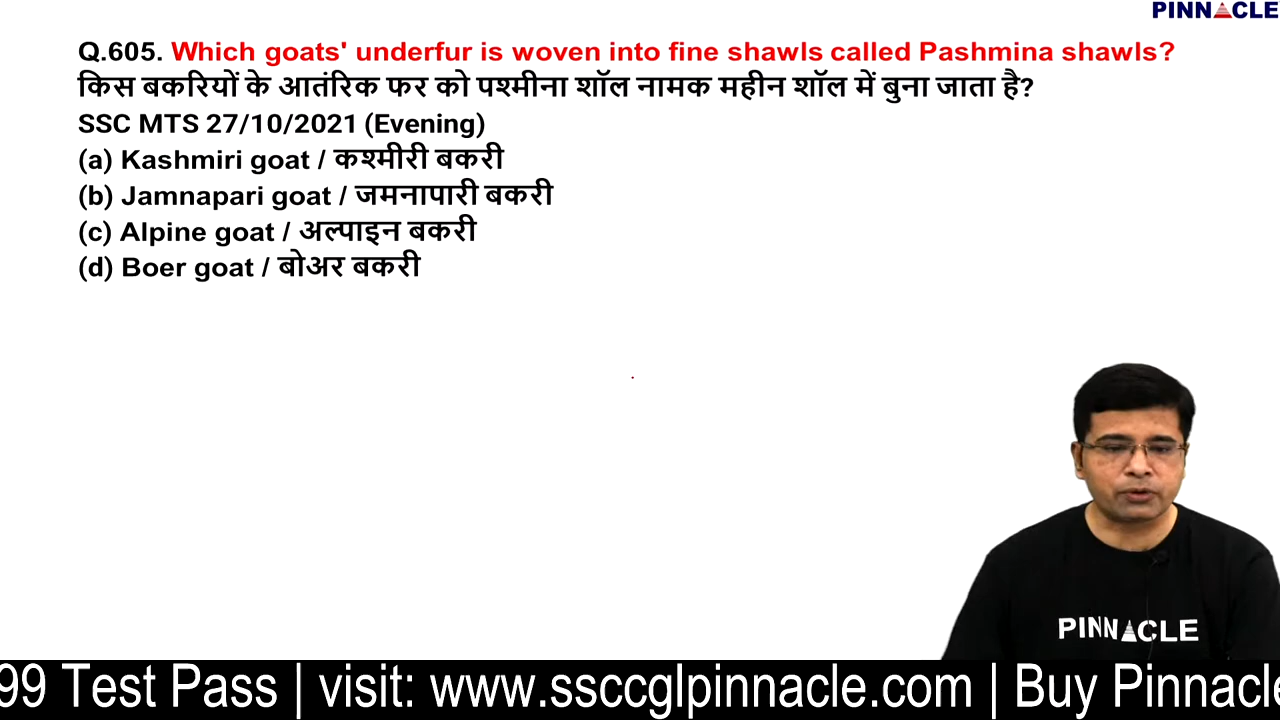 PINNACLE
Q.605. Which goats' underfur is woven into fine shawls called Pashmina shawls?
किस बकरियों के आतंरिक फर को पश्मीना शॉल नामक महीन शॉल में बुना जाता है?
SSC MTS 27/10/2021 (Evening)
(a) Kashmiri goat / कश्मीरी बकरी
(b) Jamnapari goat / जमनापारी बकरी
(c) Alpine goat / अल्पाइन बकरी
(d) Boer goat / बोअर बकरी
PINNACLE
99 Test Pass | visit: www.ssccglpinnacle.com | Buy Pinnacle